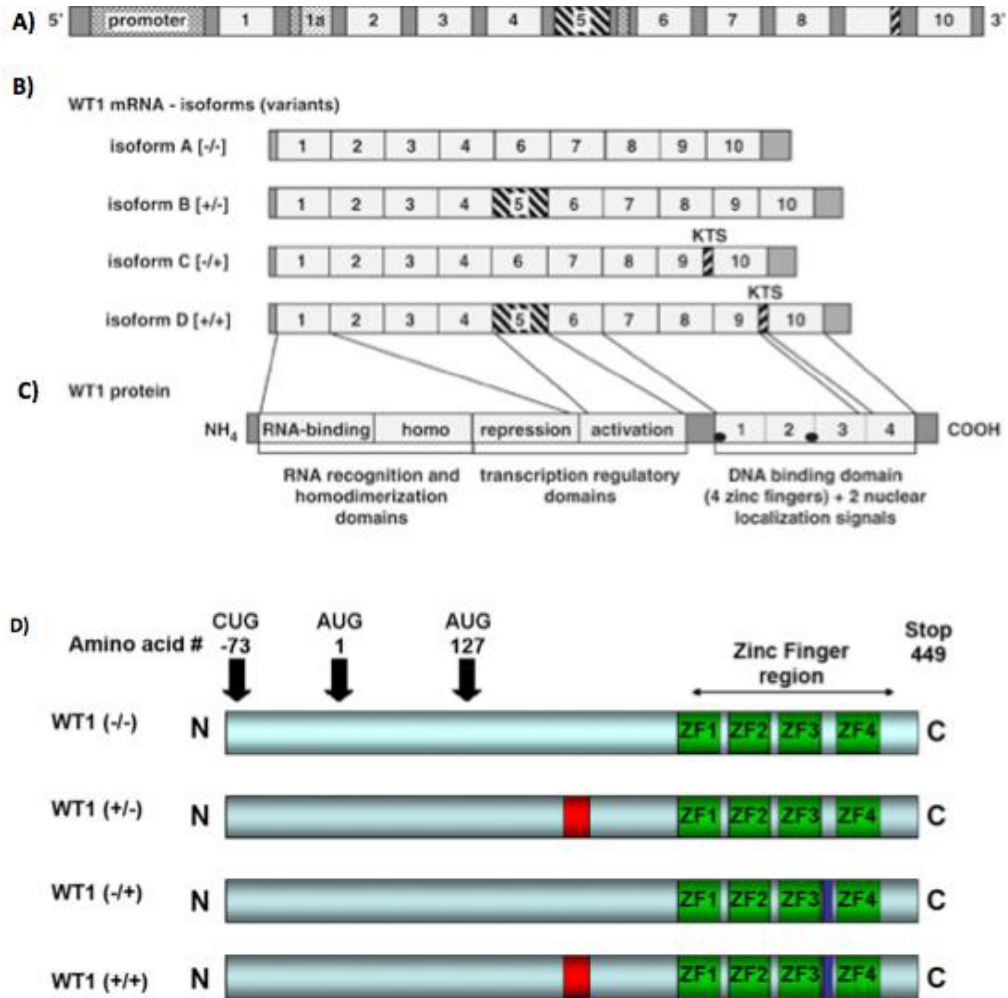 A) 5' promoter 1 1a 2 3 4 5 6 7 8 10 3'
B)
WT1 mRNA - isoforms (variants)
isoform A [-/-] 1 2 3 4 6 7 8 9 10
isoform B [+/-] 1 2 3 4 5 6 7 8 9 10
KTS
isoform C [-/+] 1 2 3 4 6 7 8 9 10
KTS
isoform D [+/+] 1 2 3 4 5 6 7 8 9 10
C) WT1 protein
NH4 RNA-binding homo repression activation 1 2 3 4 COOH
RNA recognition and
homodimerization
domains
transcription regulatory
domains
DNA binding domain
(4 zinc fingers) + 2 nuclear
localization signals
D) CUG AUG AUG
Amino acid # -73 1 127
Zinc Finger
region
Stop
449
WT1 (-/-) N ZF1 ZF2 ZF3 ZF4 C
WT1 (+/-) N ZF1 ZF2 ZF3 ZF4 C
WT1 (-/+) N ZF1 ZF2 ZF3 ZF4 C
WT1 (+/+) N ZF1 ZF2 ZF3 ZF4 C